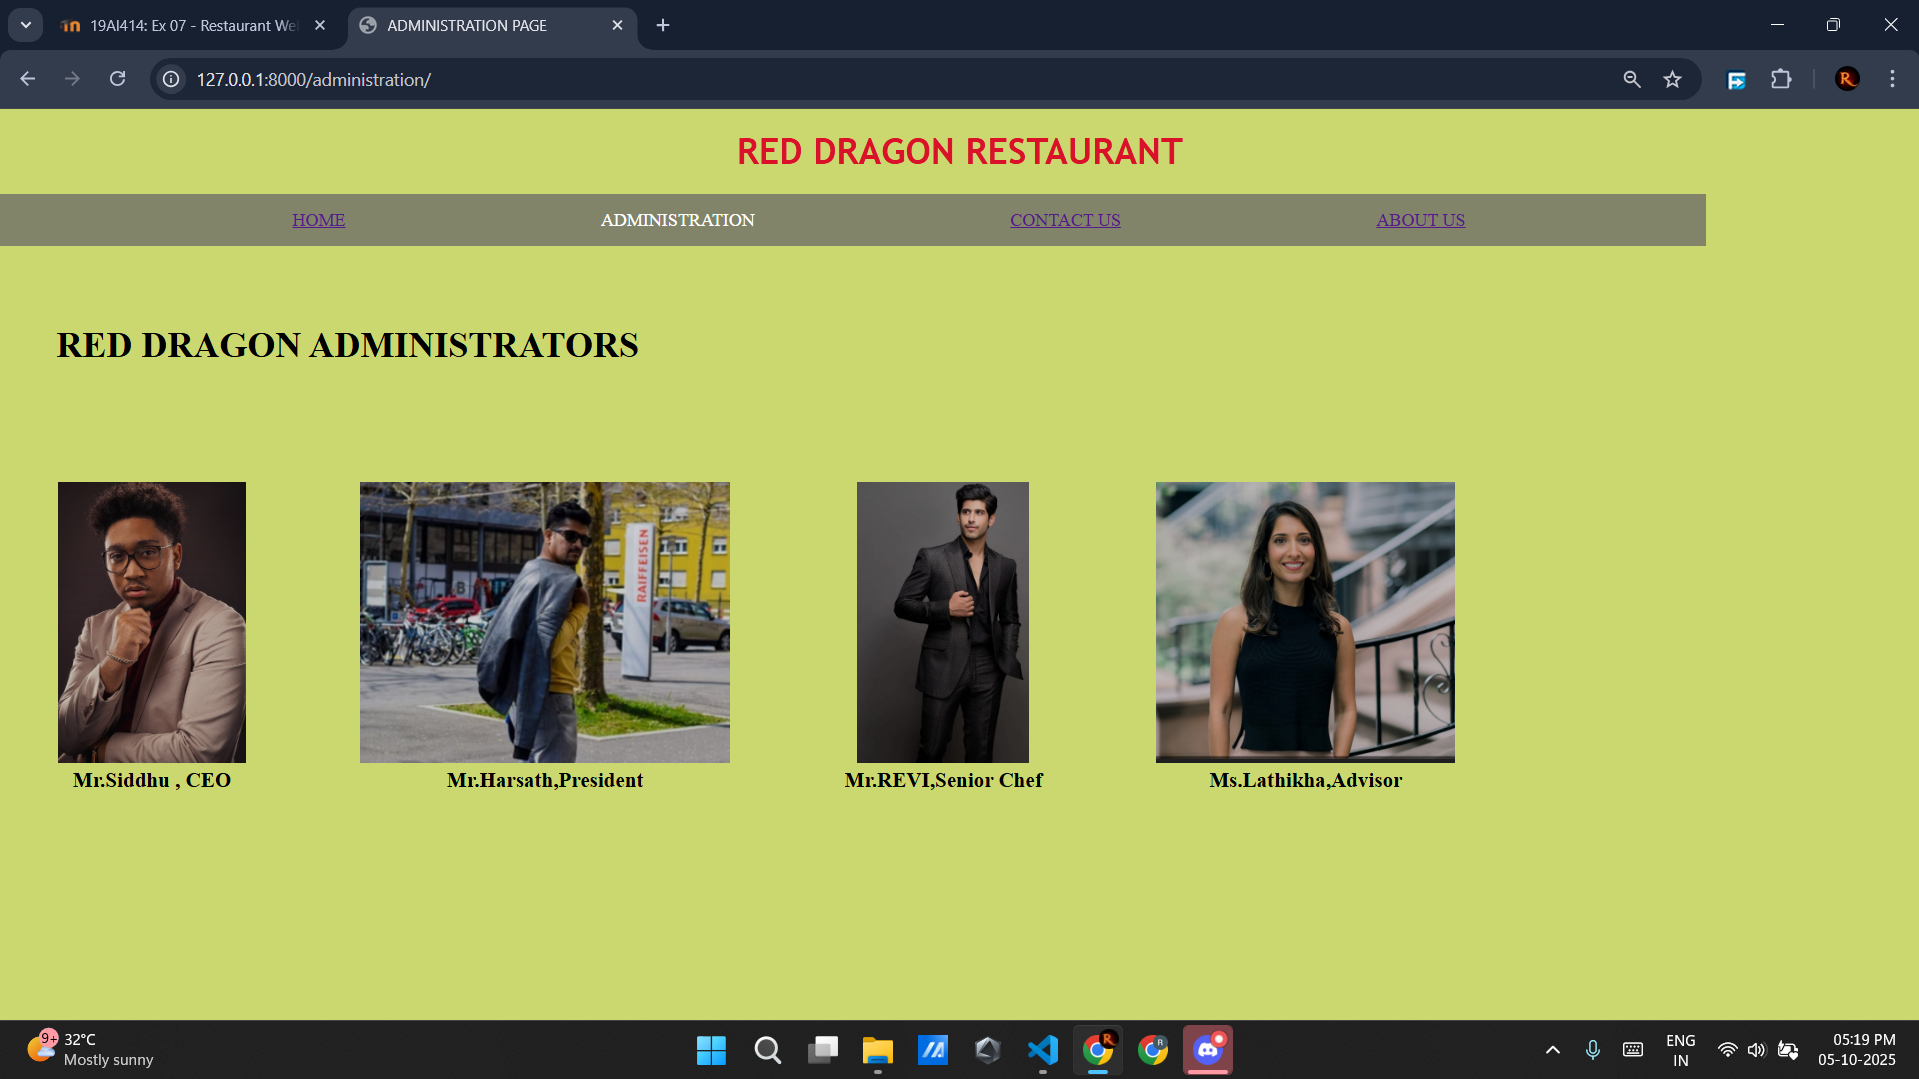 19AI414: Ex 07 - Restaurant We
ADMINISTRATION PAGE
127.0.0.1:8000/administration/
R
RED DRAGON RESTAURANT
HOME
ADMINISTRATION
CONTACT US
ABOUT US
RED DRAGON ADMINISTRATORS
RAIFFEISEN
Mr.Siddhu , CEO
Mr.Harsath,President
Mr.REVI,Senior Chef
Ms.Lathikha,Advisor
9+
32°C
Mostly sunny
R
R
ENG
IN
05:19 PM
05-10-2025